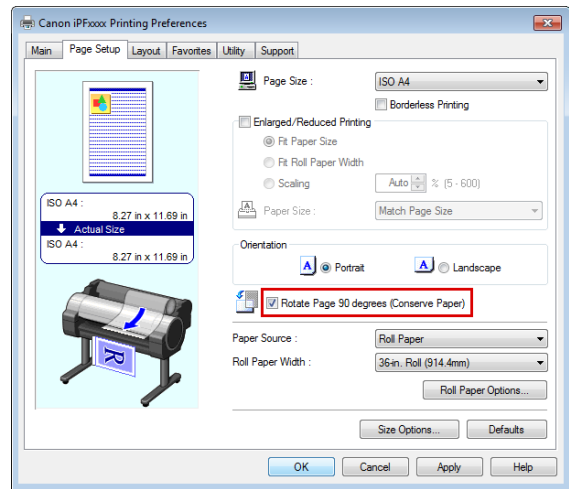 Canon iPFxxxx Printing Preferences
Main Page Setup Layout Favorites Utility Support
Page Size : ISO A4
Borderless Printing
Enlarged/Reduced Printing
Fit Paper Size
Fit Roll Paper Width
Scaling Auto % (5 - 600)
Paper Size : Match Page Size
ISO A4 :
8.27 in x 11.69 in
Actual Size
ISO A4 :
8.27 in x 11.69 in
Orientation
A Portrait A Landscape
Rotate Page 90 degrees (Conserve Paper)
Paper Source : Roll Paper
Roll Paper Width : 36-in. Roll (914.4mm)
Roll Paper Options...
Size Options... Defaults
OK Cancel Apply Help
R